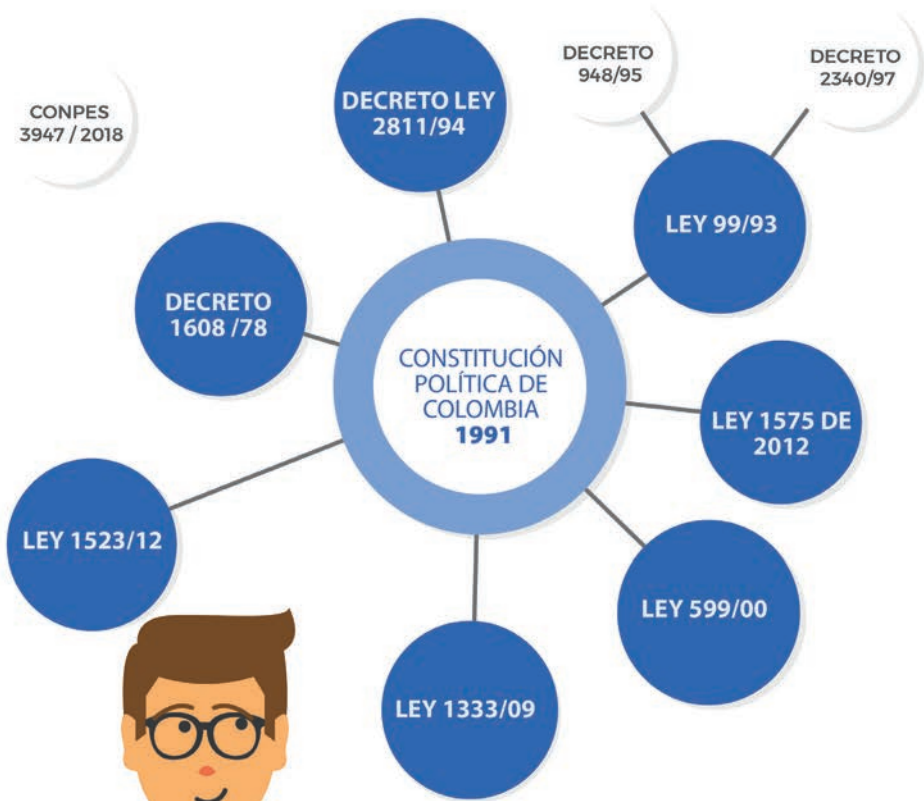 DECRETO
948/95
DECRETO
2340/97
CONPES
3947 / 2018
DECRETO LEY
2811/94
LEY 99/93
DECRETO
1608 /78
CONSTITUCIÓN
POLÍTICA DE
COLOMBIA
1991
LEY 1575 DE
2012
LEY 1523/12
LEY 599/00
LEY 1333/09